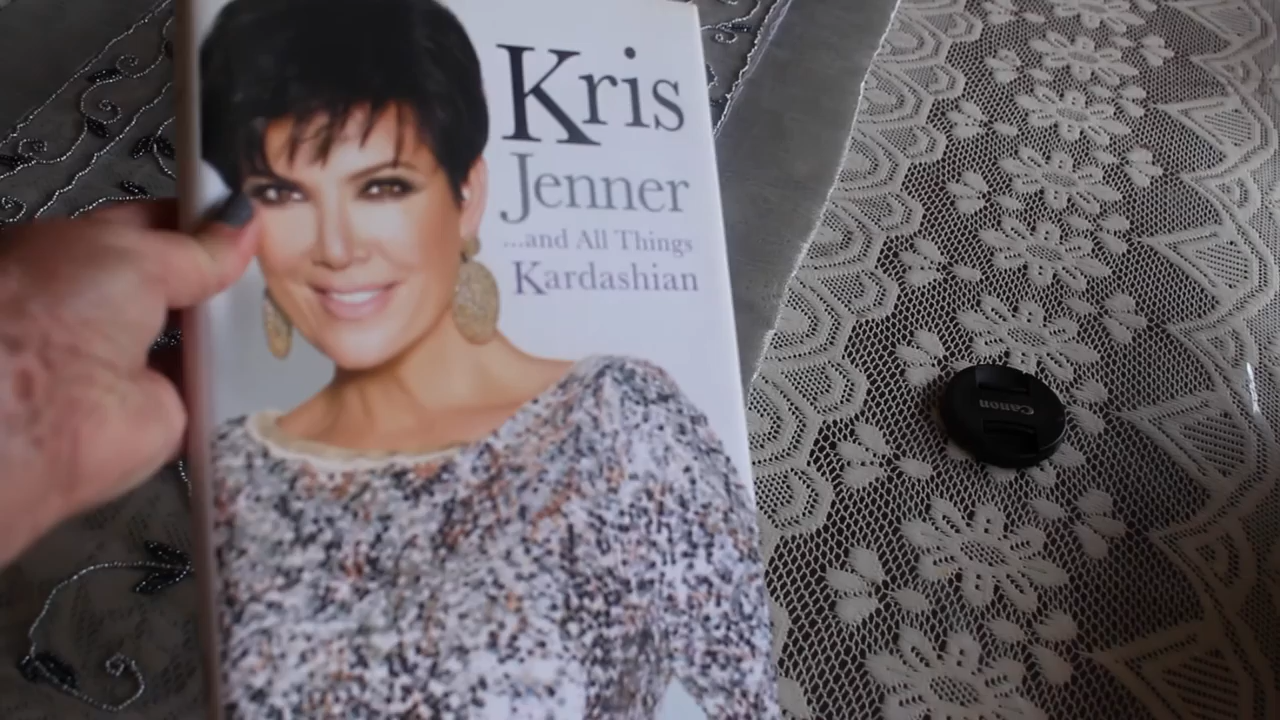 Kris
Jenner
...and All Things
Kardashian
Canon